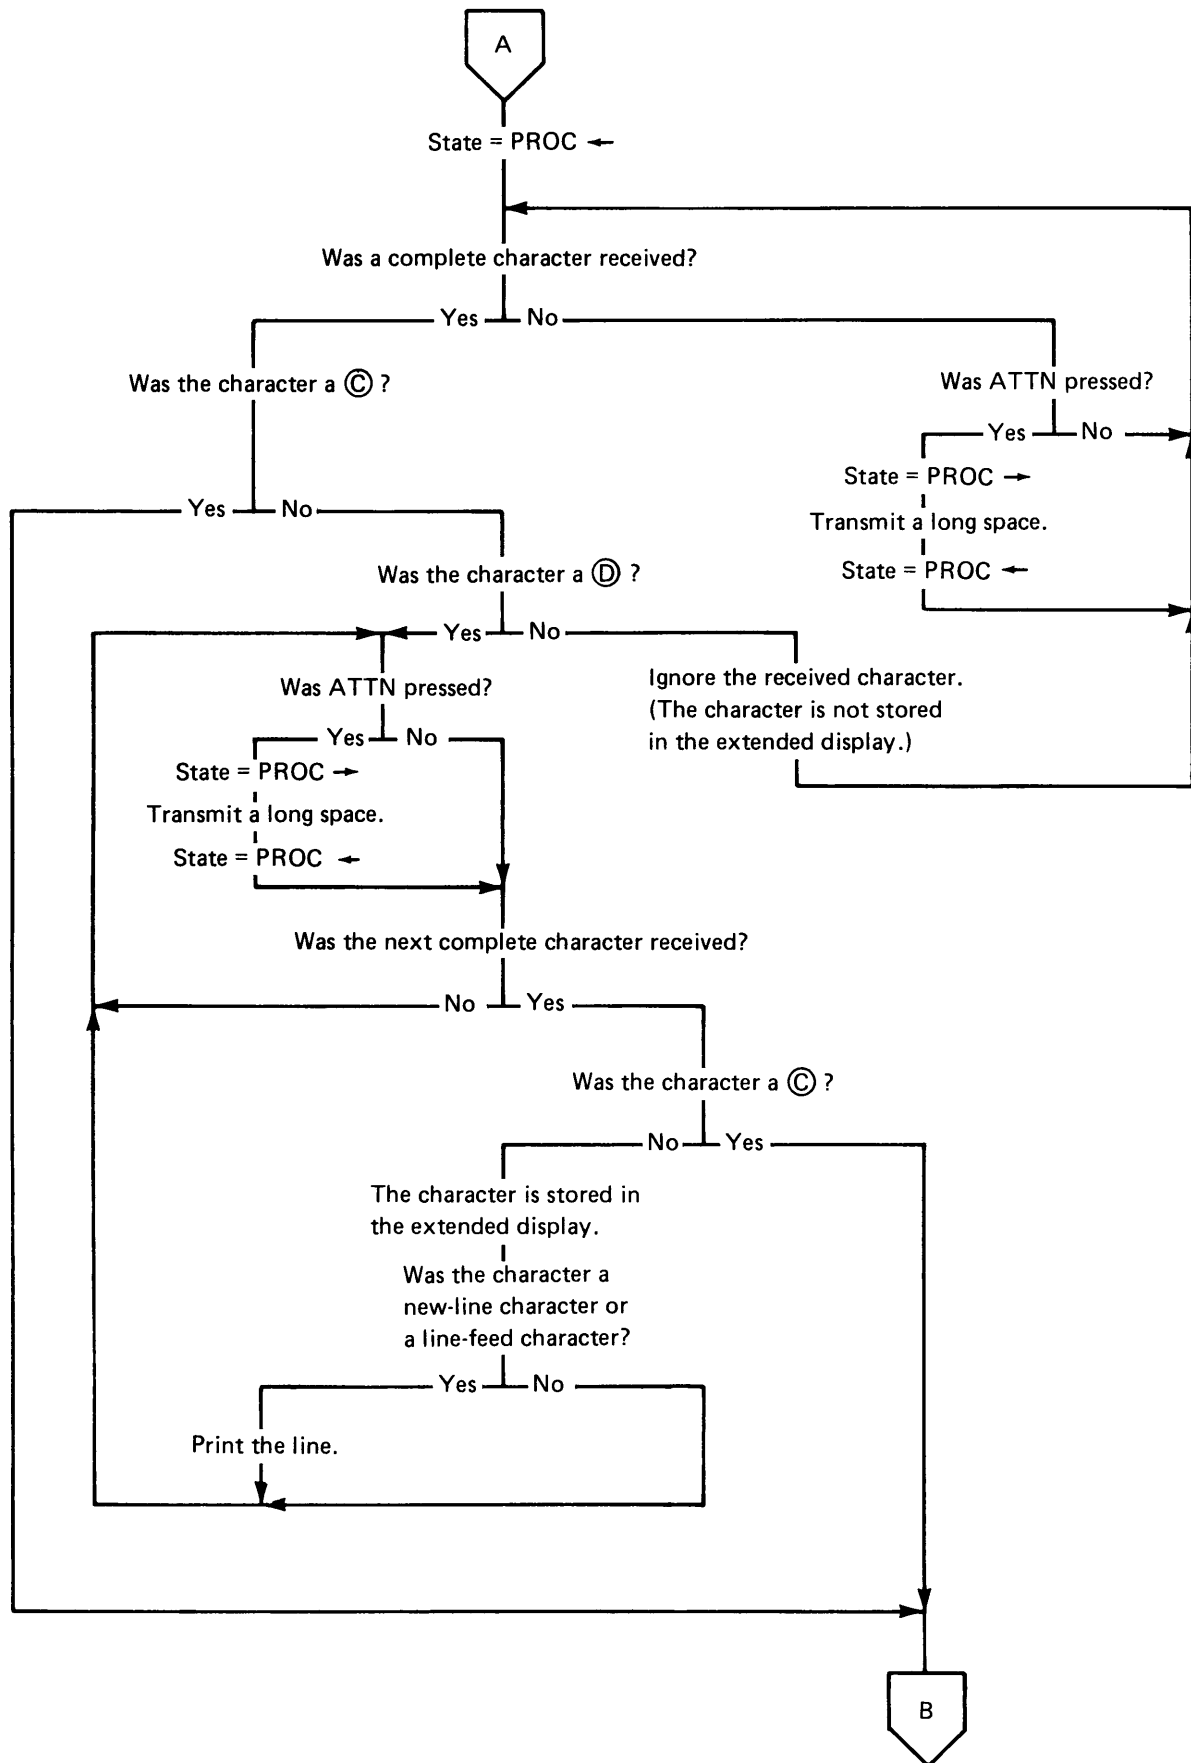 A
State = PROC ←
Was a complete character received?
Yes No
Was the character a Ⓒ ?
Was ATTN pressed?
Yes No
State = PROC →
Transmit a long space.
State = PROC ←
Yes No
Was the character a Ⓓ ?
Yes No
Ignore the received character.
(The character is not stored
in the extended display.)
Was ATTN pressed?
Yes No
State = PROC →
Transmit a long space.
State = PROC ←
Was the next complete character received?
No Yes
Was the character a Ⓒ ?
No Yes
The character is stored in
the extended display.
Was the character a
new-line character or
a line-feed character?
Yes No
Print the line.
B